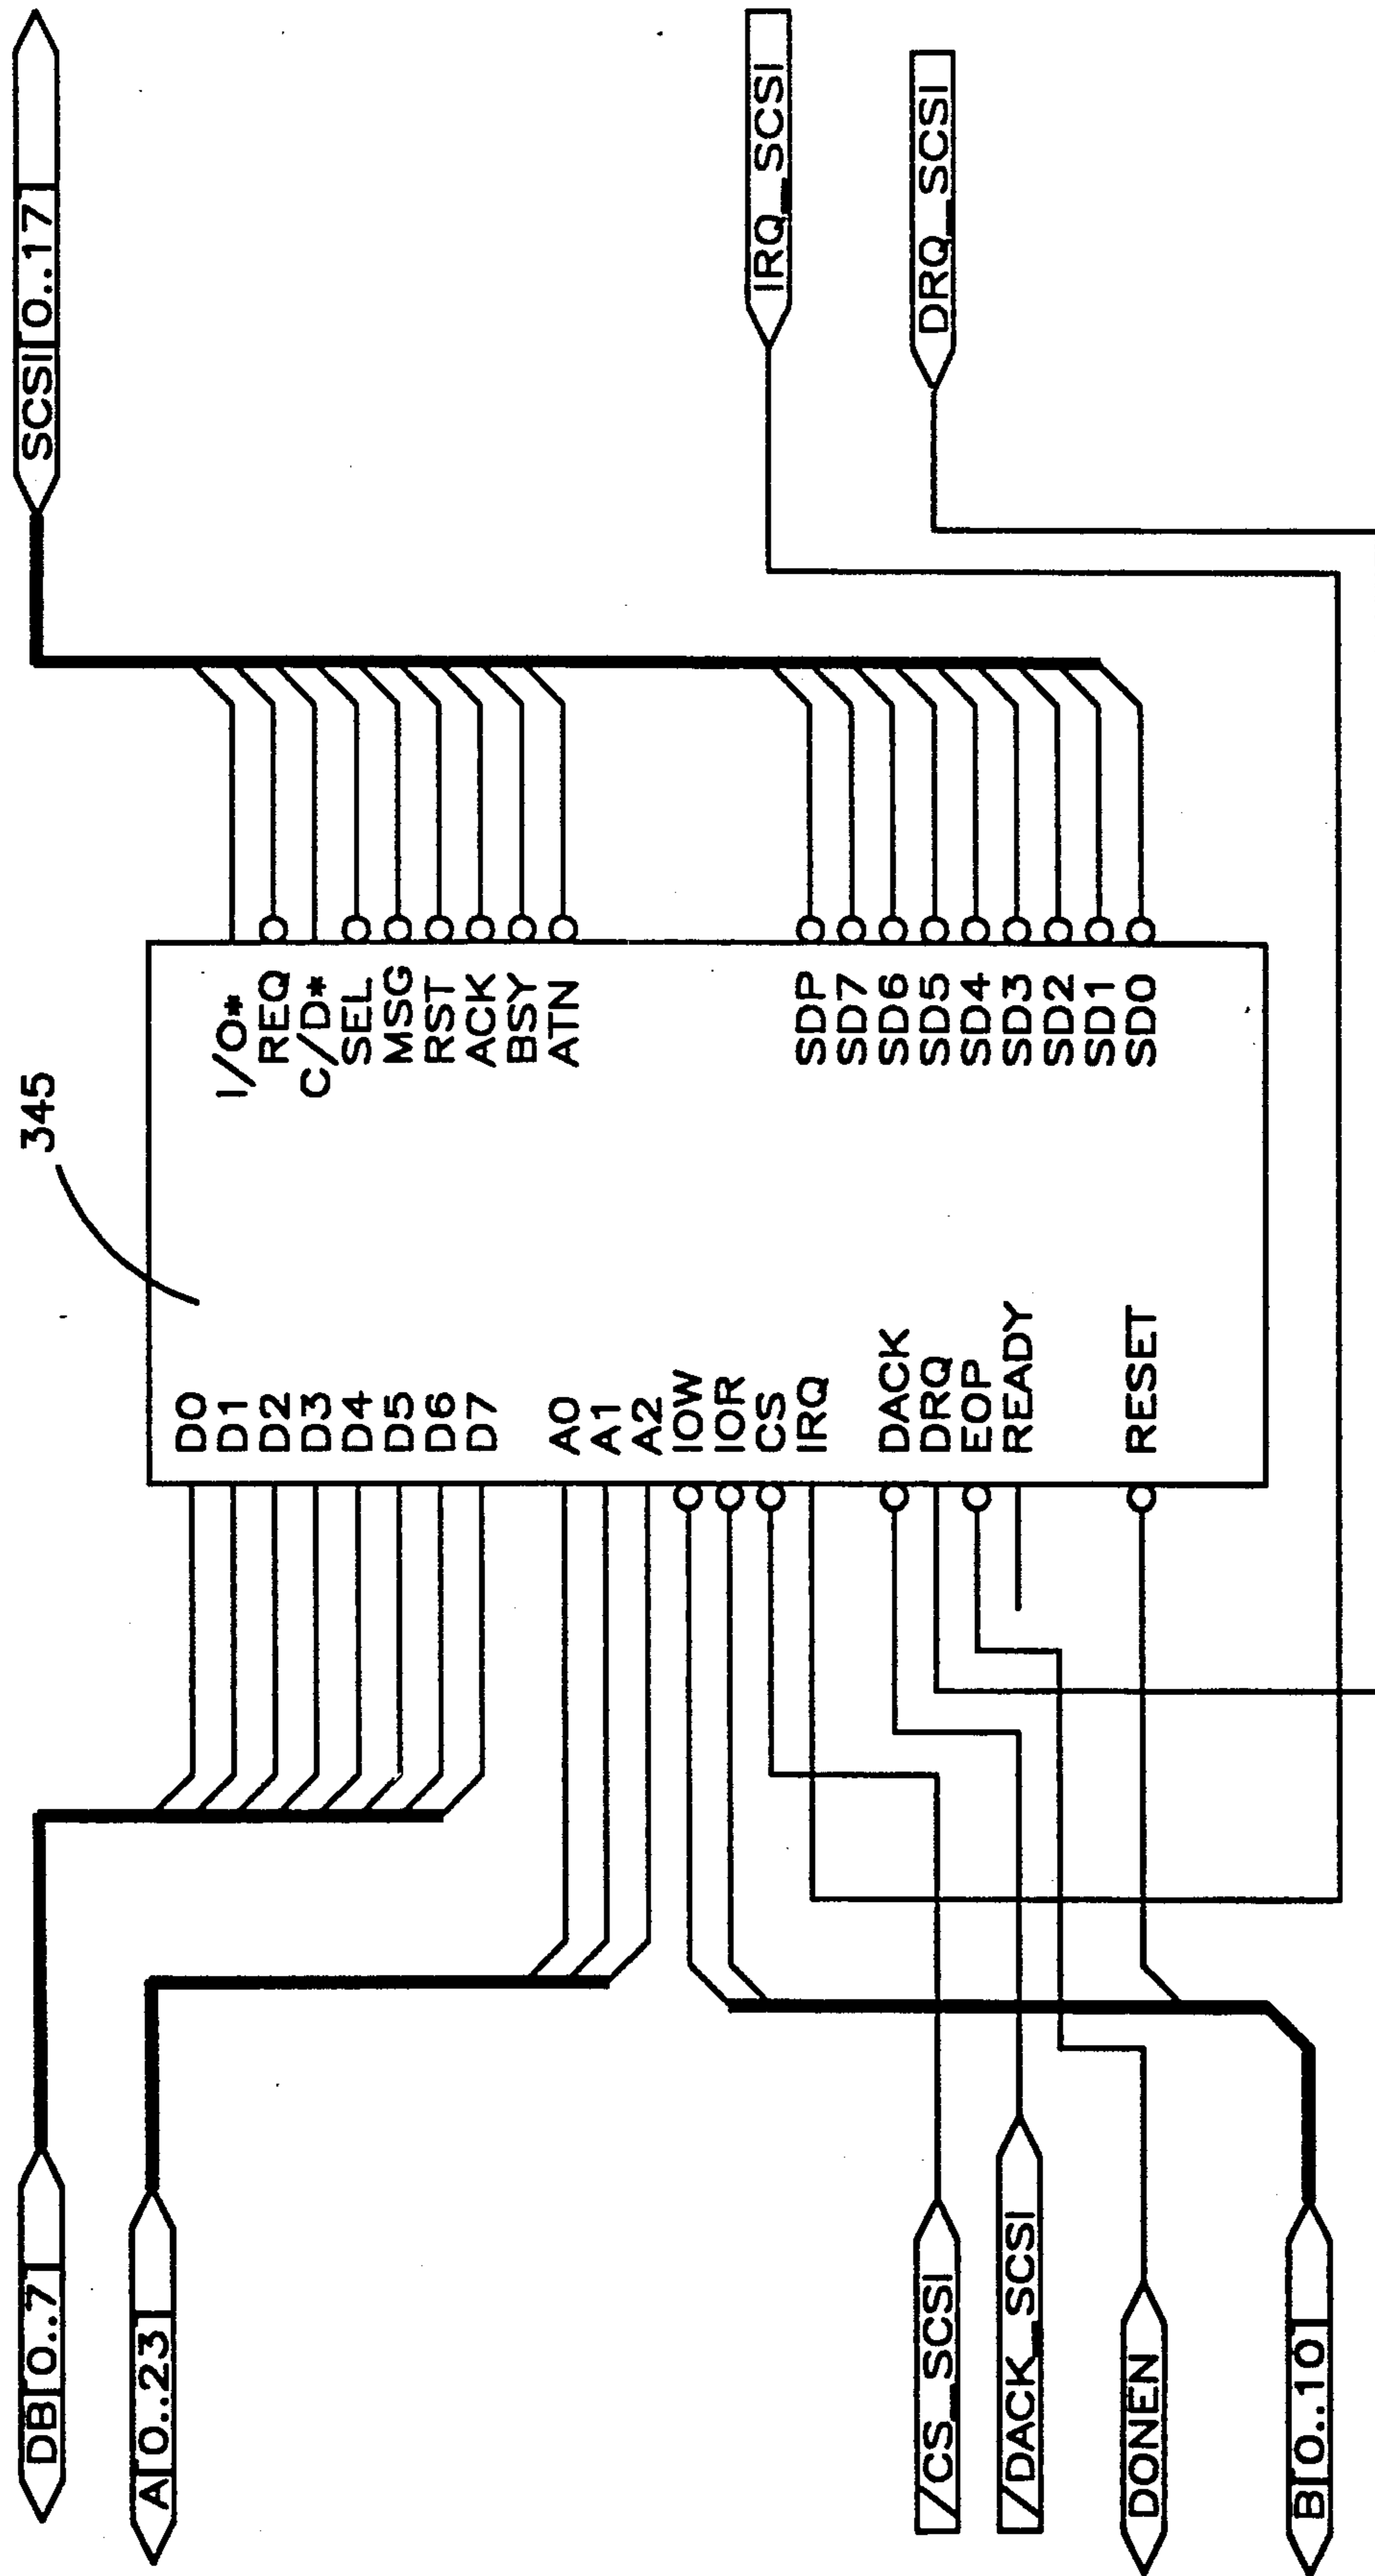 345
DB[0..7]
A[0..23]
/CS_SCSI
/DACK_SCSI
DONEN
B[0..10]
D0
D1
D2
D3
D4
D5
D6
D7
A0
A1
A2
IOW
IOR
CS
IRQ
DACK
DRQ
EOP
READY
RESET
I/O*
REQ
C/D*
SEL
MSG
RST
ACK
BSY
ATN
SDP
SD7
SD6
SD5
SD4
SD3
SD2
SD1
SD0
SCSI[0..17]
IRQ_SCSI
DRQ_SCSI